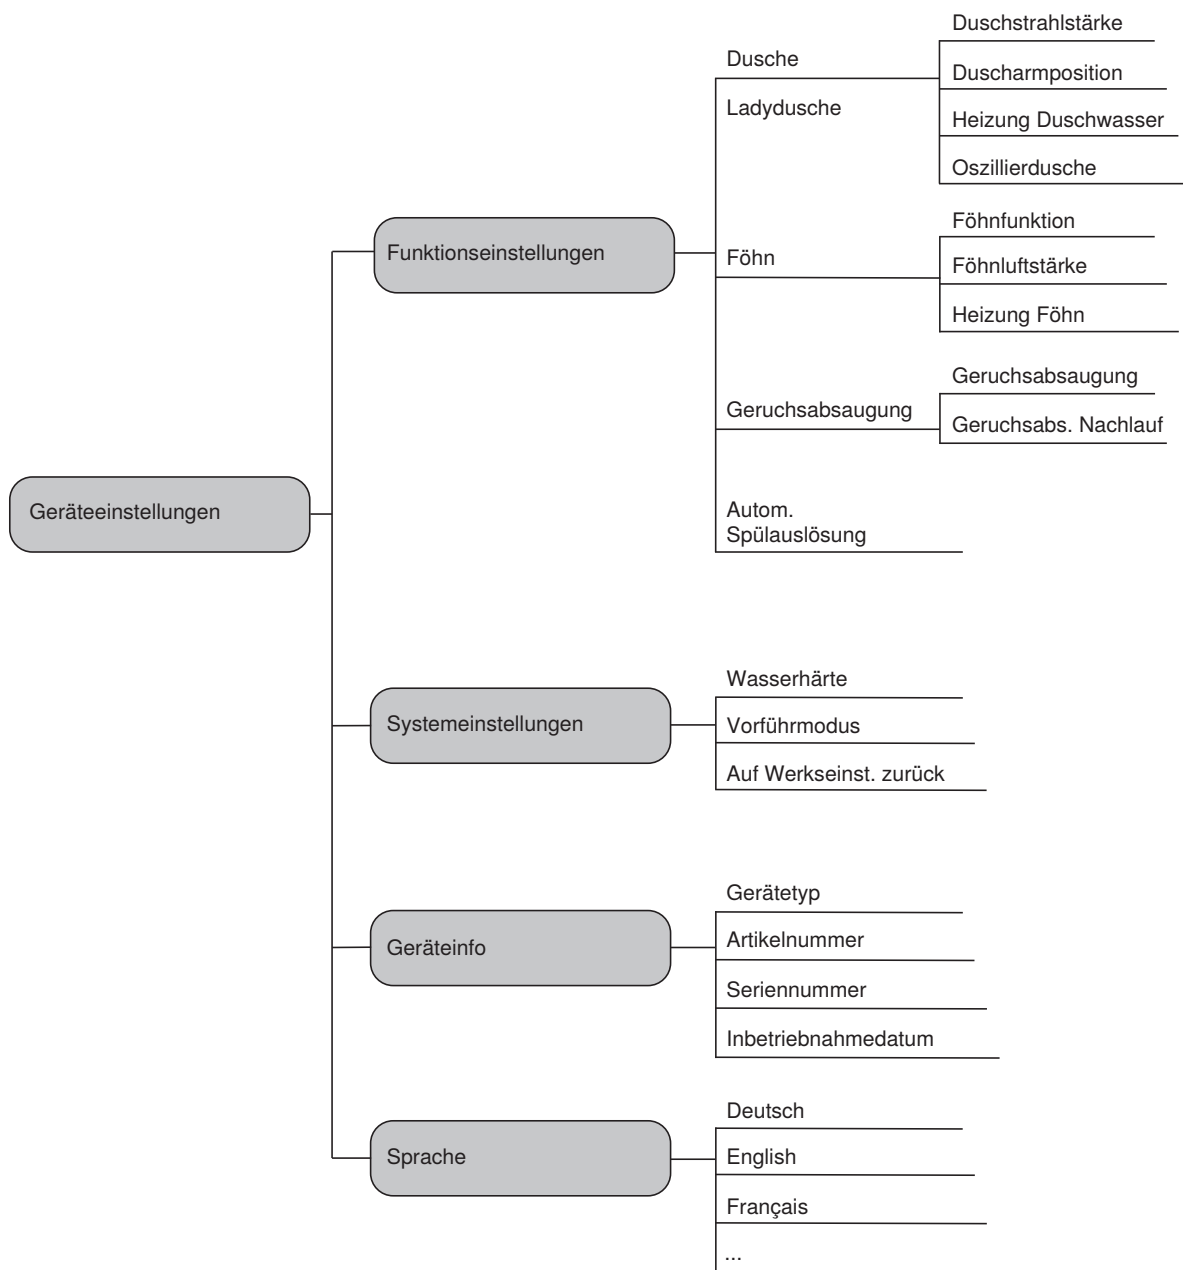 Geräteeinstellungen
Funktionseinstellungen
Dusche
Ladydusche
Duschstrahlstärke
Duscharmposition
Heizung Duschwasser
Oszillierdusche
Föhn
Föhnfunktion
Föhnluftstärke
Heizung Föhn
Geruchsabsaugung
Geruchsabsaugung
Geruchsabs. Nachlauf
Autom.
Spülauslösung
Systemeinstellungen
Wasserhärte
Vorführmodus
Auf Werkseinst. zurück
Geräteinfo
Gerätetyp
Artikelnummer
Seriennummer
Inbetriebnahmedatum
Sprache
Deutsch
English
Français
...